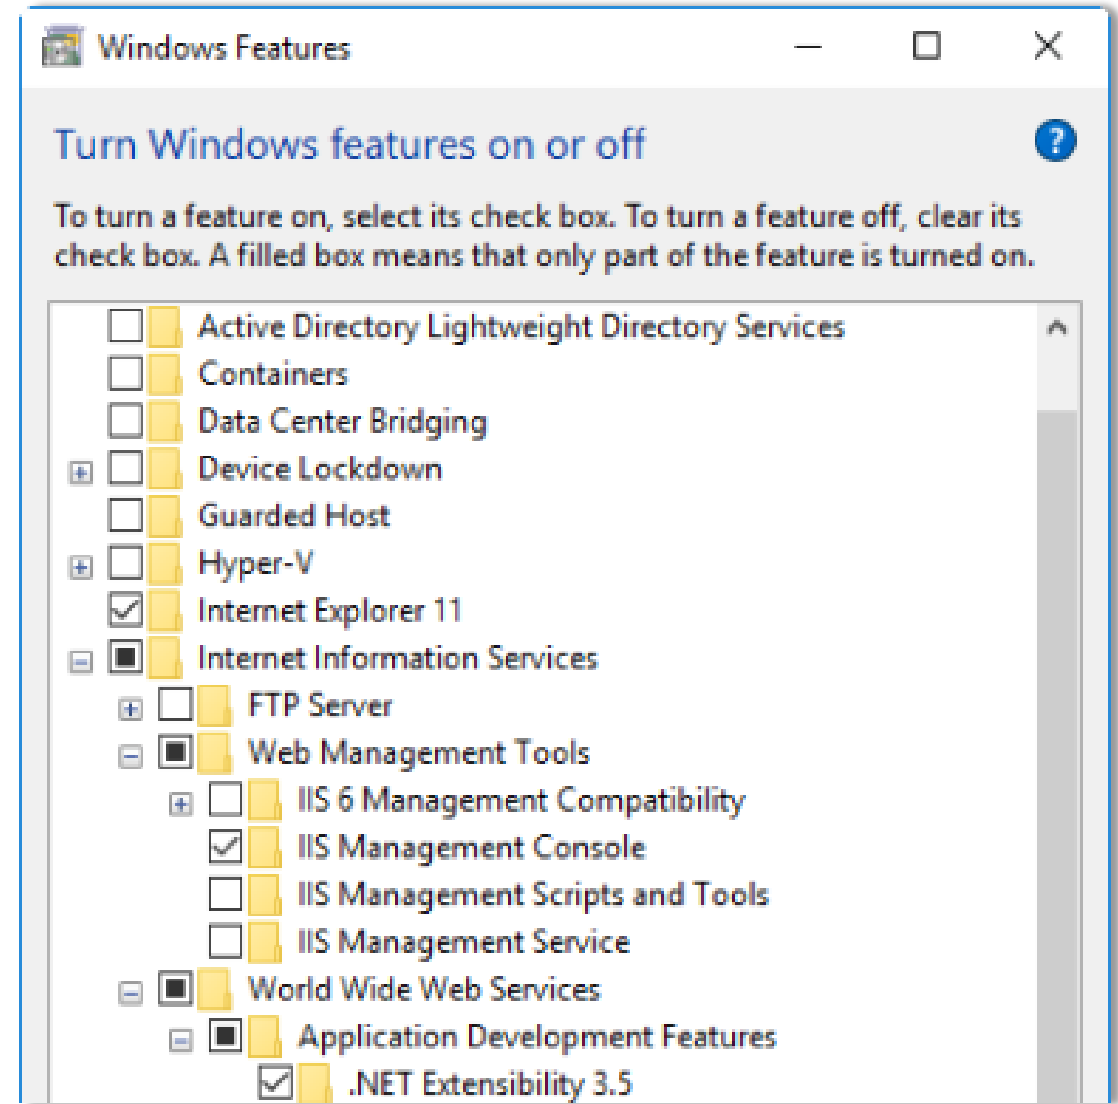 Windows Features
Turn Windows features on or off
?
To turn a feature on, select its check box. To turn a feature off, clear its
check box. A filled box means that only part of the feature is turned on.
Active Directory Lightweight Directory Services
Containers
Data Center Bridging
Device Lockdown
Guarded Host
Hyper-V
Internet Explorer 11
Internet Information Services
FTP Server
Web Management Tools
IIS 6 Management Compatibility
IIS Management Console
IIS Management Scripts and Tools
IIS Management Service
World Wide Web Services
Application Development Features
.NET Extensibility 3.5